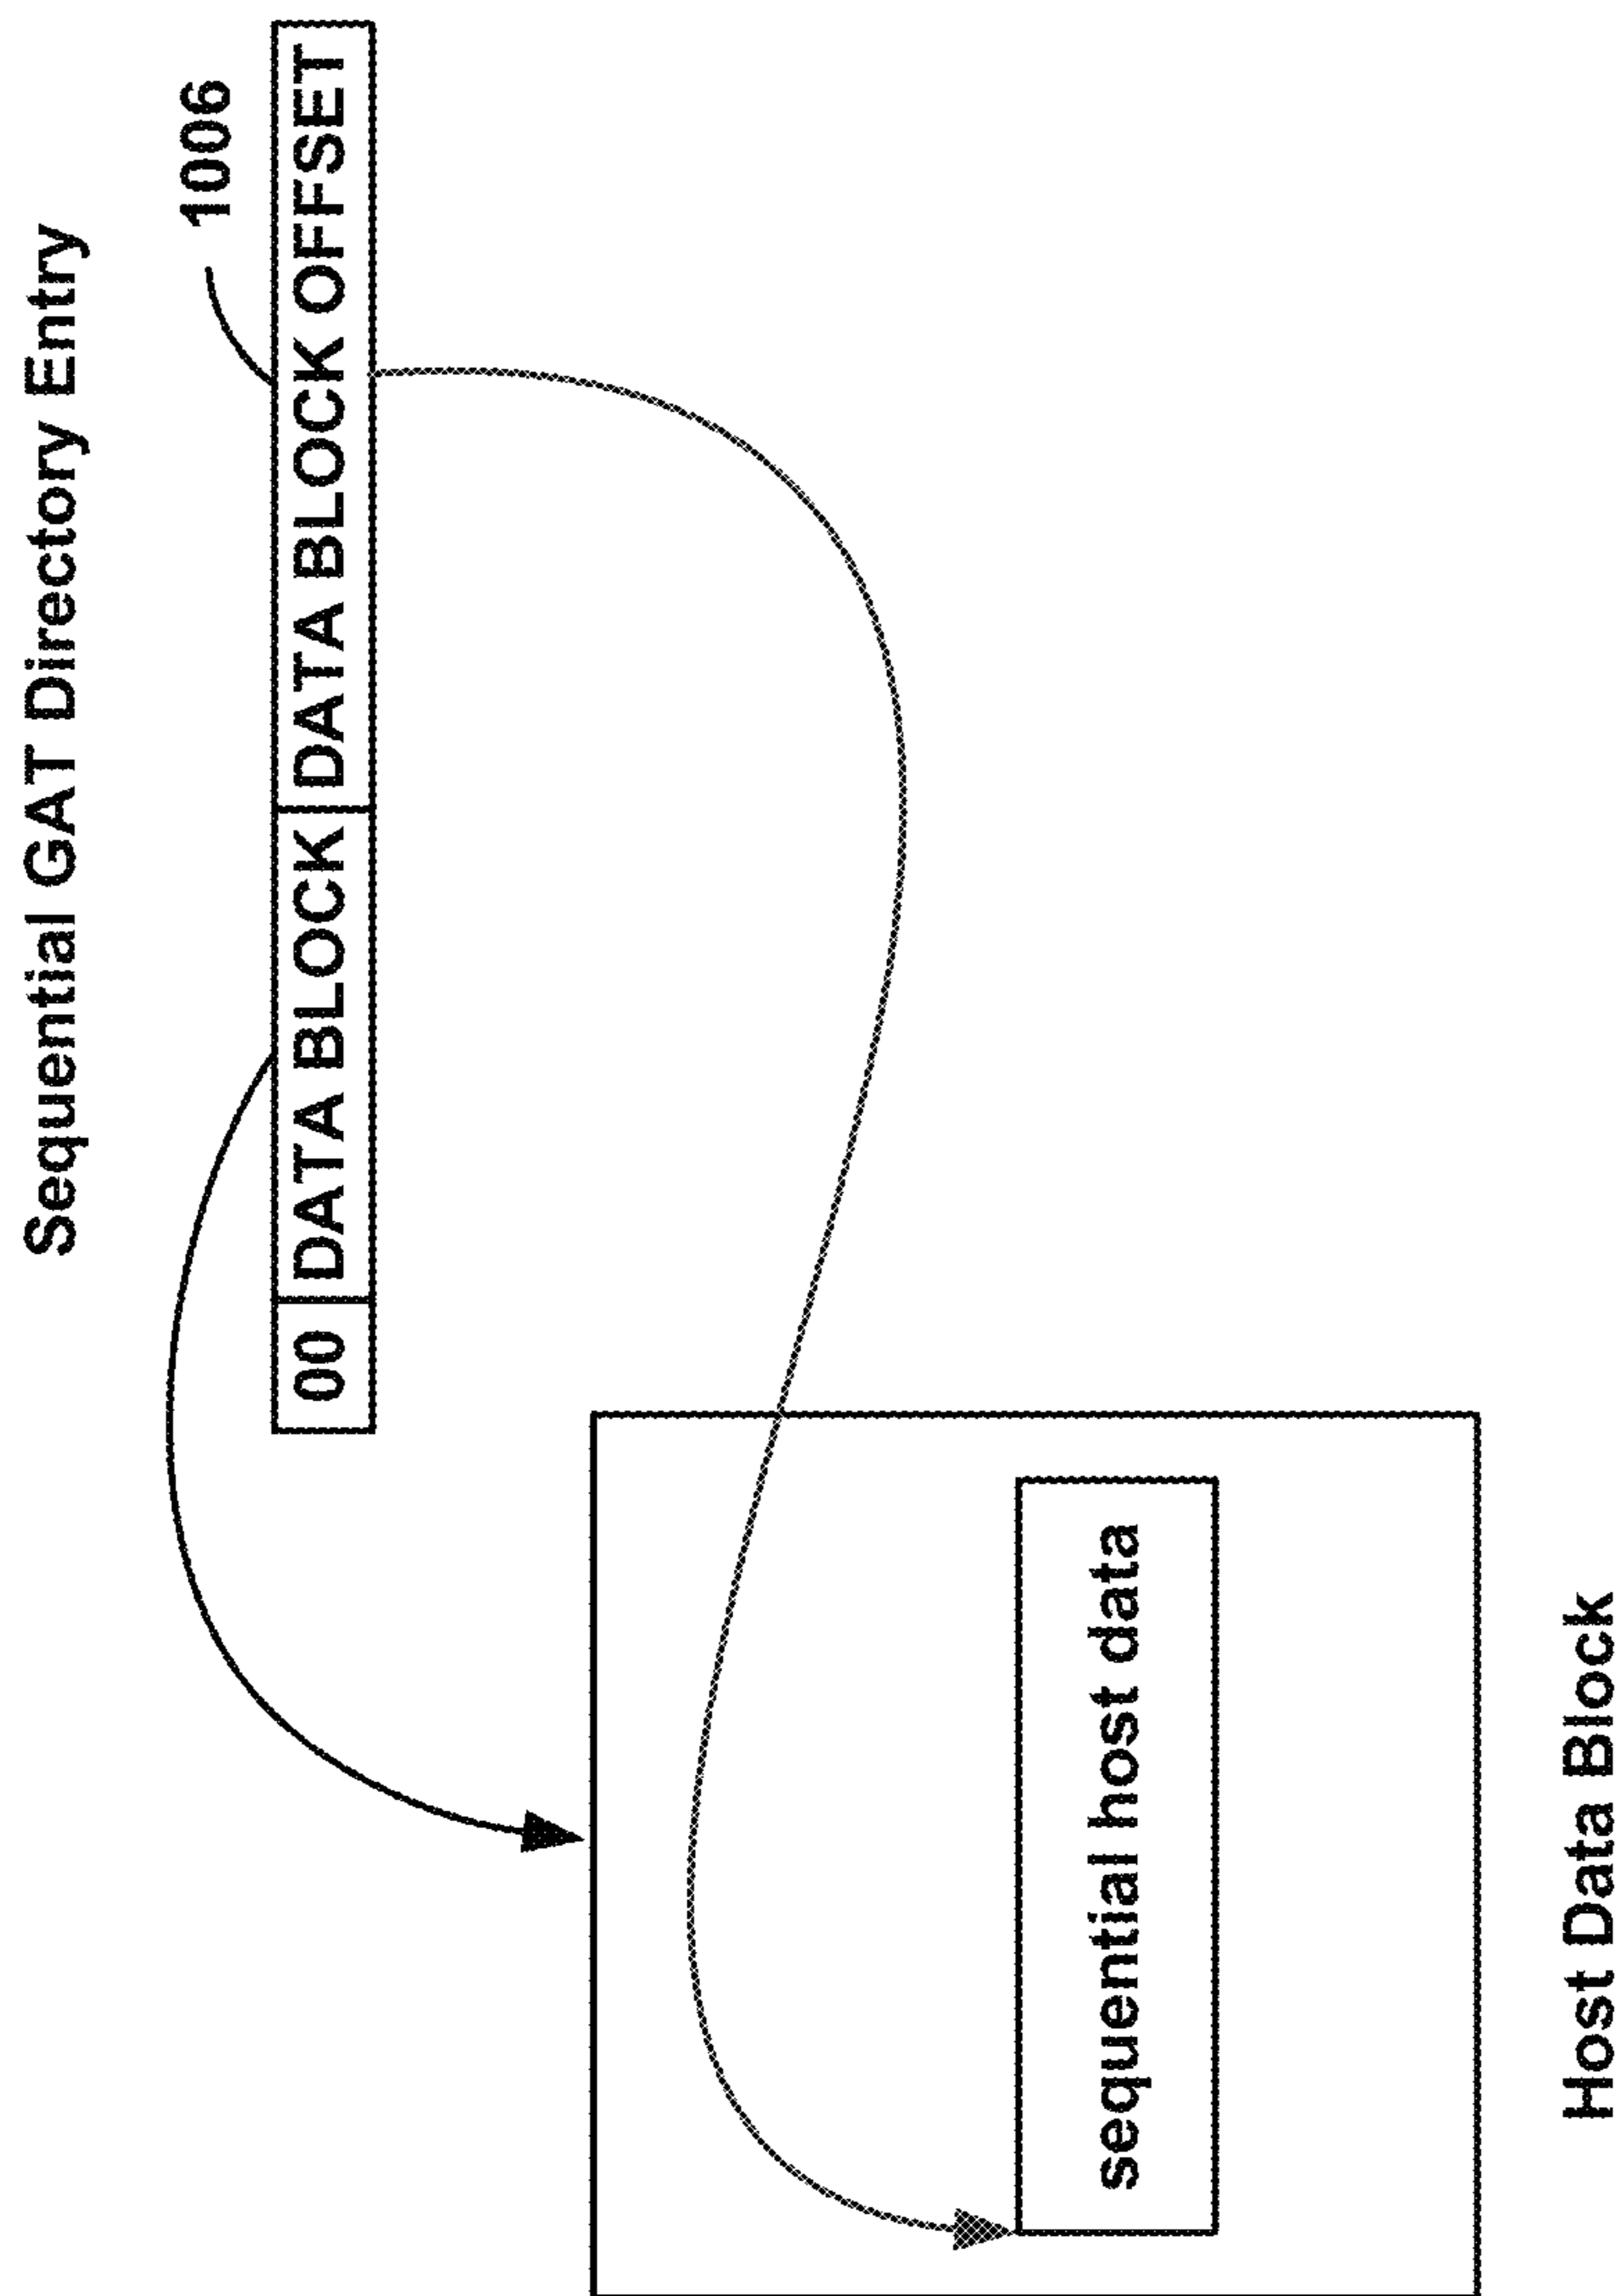 Sequential GAT Directory Entry
1006
00 DATA BLOCK DATA BLOCK OFFSET
sequential host data
Host Data Block